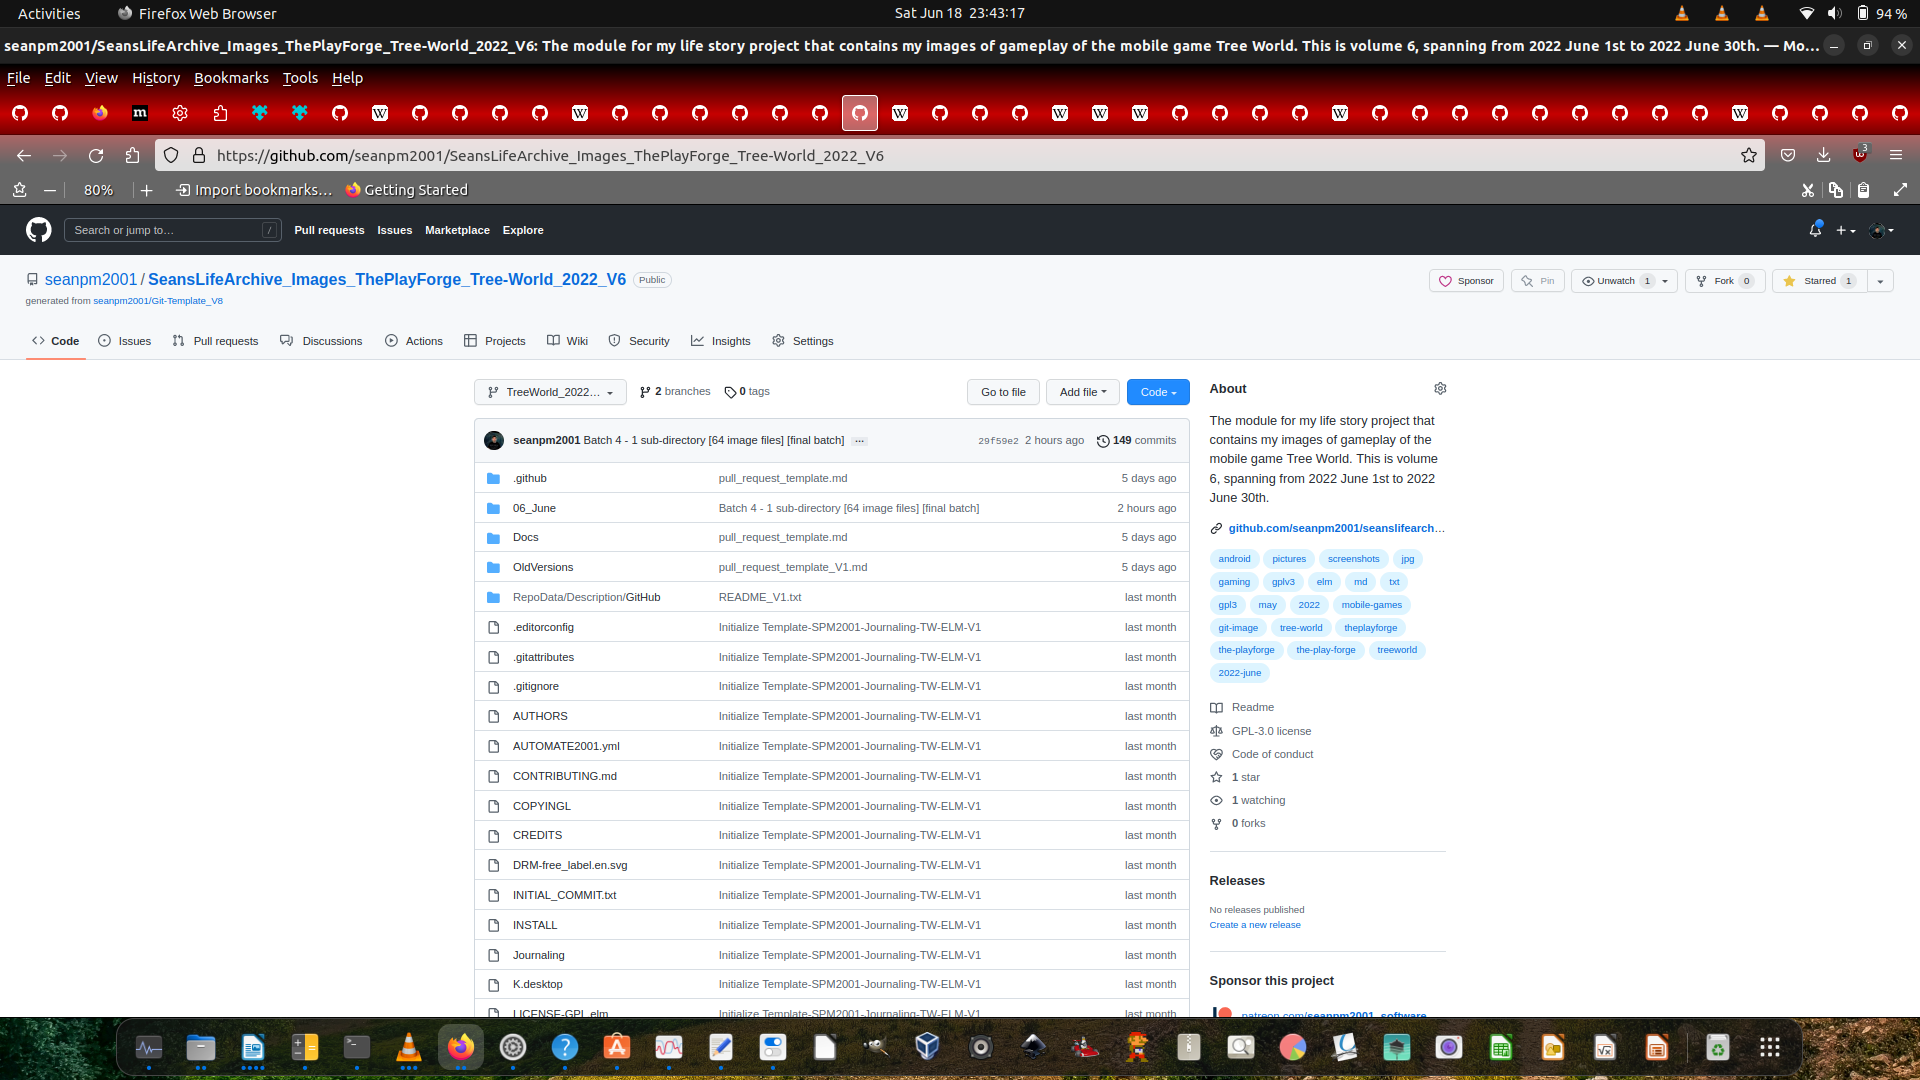 Activities Firefox Web Browser Sat Jun 18 23:43:17 94 %
seanpm2001/SeansLifeArchive_Images_ThePlayForge_Tree-World_2022_V6: The module for my life story project that contains my images of gameplay of the mobile game Tree World. This is volume 6, spanning from 2022 June 1st to 2022 June 30th. — Mo…
File Edit View History Bookmarks Tools Help
https://github.com/seanpm2001/SeansLifeArchive_Images_ThePlayForge_Tree-World_2022_V6 3
80% Import bookmarks… Getting Started
Search or jump to… / Pull requests Issues Marketplace Explore
seanpm2001 / SeansLifeArchive_Images_ThePlayForge_Tree-World_2022_V6 Public Sponsor Pin Unwatch 1 Fork 0 Starred 1
generated from seanpm2001/Git-Template_V8
Code Issues Pull requests Discussions Actions Projects Wiki Security Insights Settings
TreeWorld_2022… 2 branches 0 tags Go to file Add file Code
seanpm2001 Batch 4 - 1 sub-directory [64 image files] [final batch] … 29f59e2 2 hours ago 149 commits
.github pull_request_template.md 5 days ago
06_June Batch 4 - 1 sub-directory [64 image files] [final batch] 2 hours ago
Docs pull_request_template.md 5 days ago
OldVersions pull_request_template_V1.md 5 days ago
RepoData/Description/GitHub README_V1.txt last month
.editorconfig Initialize Template-SPM2001-Journaling-TW-ELM-V1 last month
.gitattributes Initialize Template-SPM2001-Journaling-TW-ELM-V1 last month
.gitignore Initialize Template-SPM2001-Journaling-TW-ELM-V1 last month
AUTHORS Initialize Template-SPM2001-Journaling-TW-ELM-V1 last month
AUTOMATE2001.yml Initialize Template-SPM2001-Journaling-TW-ELM-V1 last month
CONTRIBUTING.md Initialize Template-SPM2001-Journaling-TW-ELM-V1 last month
COPYINGL Initialize Template-SPM2001-Journaling-TW-ELM-V1 last month
CREDITS Initialize Template-SPM2001-Journaling-TW-ELM-V1 last month
DRM-free_label.en.svg Initialize Template-SPM2001-Journaling-TW-ELM-V1 last month
INITIAL_COMMIT.txt Initialize Template-SPM2001-Journaling-TW-ELM-V1 last month
INSTALL Initialize Template-SPM2001-Journaling-TW-ELM-V1 last month
Journaling Initialize Template-SPM2001-Journaling-TW-ELM-V1 last month
K.desktop Initialize Template-SPM2001-Journaling-TW-ELM-V1 last month
LICENSE-GPL.elm Initialize Template-SPM2001-Journaling-TW-ELM-V1 last month
About
The module for my life story project that
contains my images of gameplay of the
mobile game Tree World. This is volume
6, spanning from 2022 June 1st to 2022
June 30th.
github.com/seanpm2001/seanslifearch…
android pictures screenshots jpg
gaming gplv3 elm md txt
gpl3 may 2022 mobile-games
git-image tree-world theplayforge
the-playforge the-play-forge treeworld
2022-june
Readme
GPL-3.0 license
Code of conduct
1 star
1 watching
0 forks
Releases
No releases published
Create a new release
Sponsor this project
patreon.com/seanpm2001_software